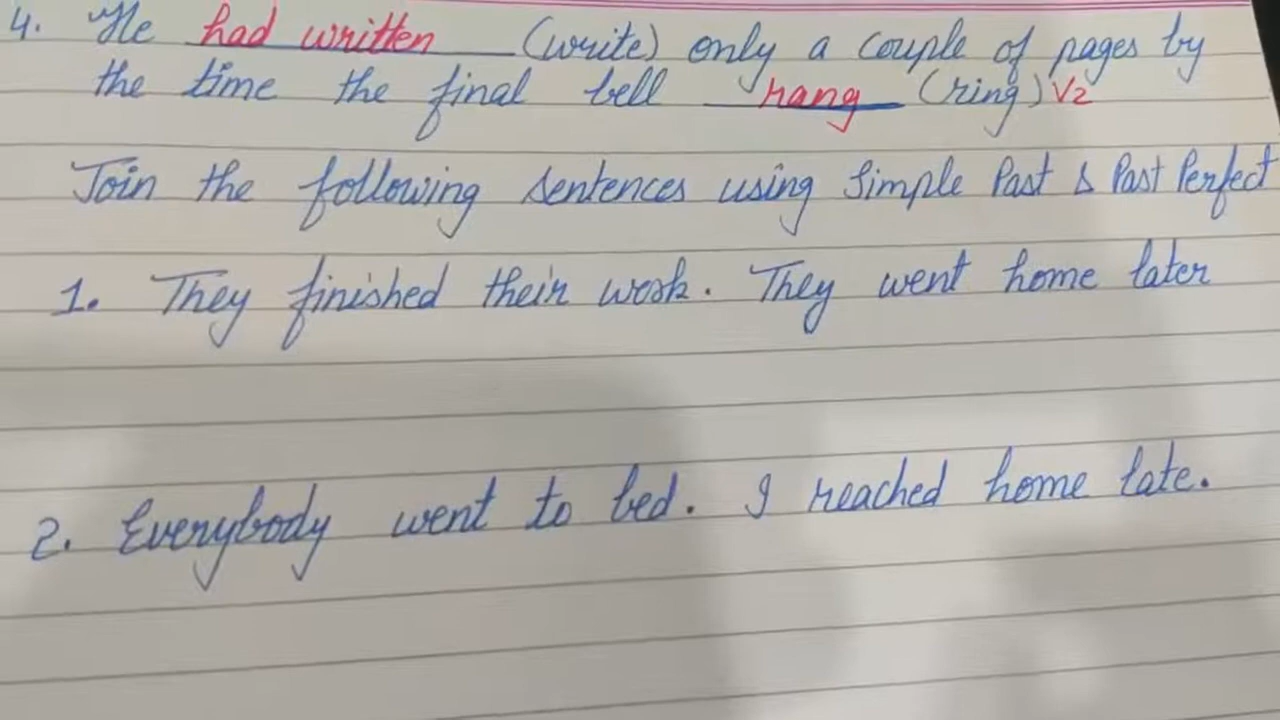 4. He had written (write) only a couple of pages by
the time the final bell rang (ring) V2
Join the following sentences using Simple Past & Past Perfect
1. They finished their work. They went home later
2. Everybody went to bed. I reached home late.